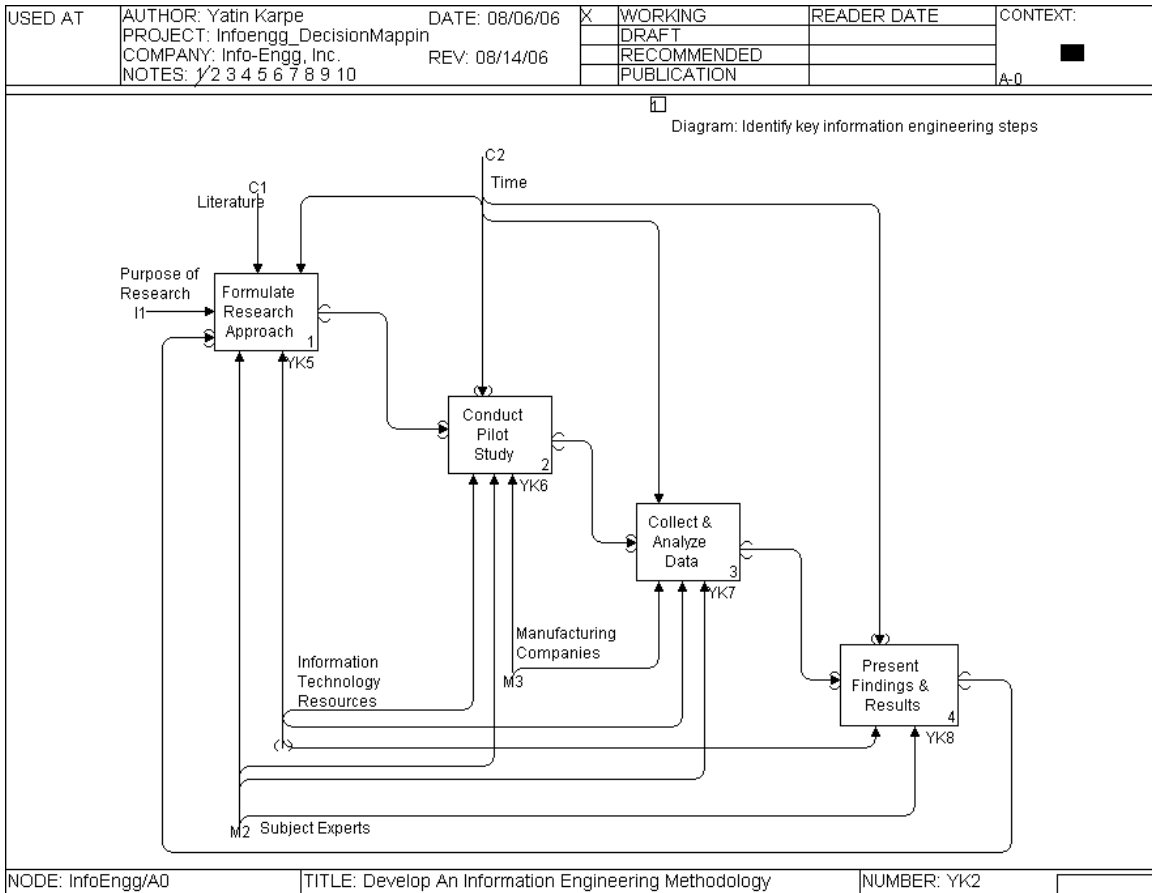 USED AT
AUTHOR: Yatin Karpe
DATE: 08/06/06
PROJECT: Infoengg_DecisionMappin
COMPANY: Info-Engg, Inc.
REV: 08/14/06
NOTES: 1 2 3 4 5 6 7 8 9 10
X
WORKING
DRAFT
RECOMMENDED
PUBLICATION
READER DATE
CONTEXT:
A-0
1
Diagram: Identify key information engineering steps
C2
Time
C1
Literature
Purpose of
Research
I1
Formulate
Research
Approach
1
YK5
Conduct
Pilot
Study
2
YK6
Collect &
Analyze
Data
3
YK7
Manufacturing
Companies
M3
Information
Technology
Resources
Present
Findings &
Results
4
YK8
M2
Subject Experts
NODE: InfoEngg/A0
TITLE: Develop An Information Engineering Methodology
NUMBER: YK2